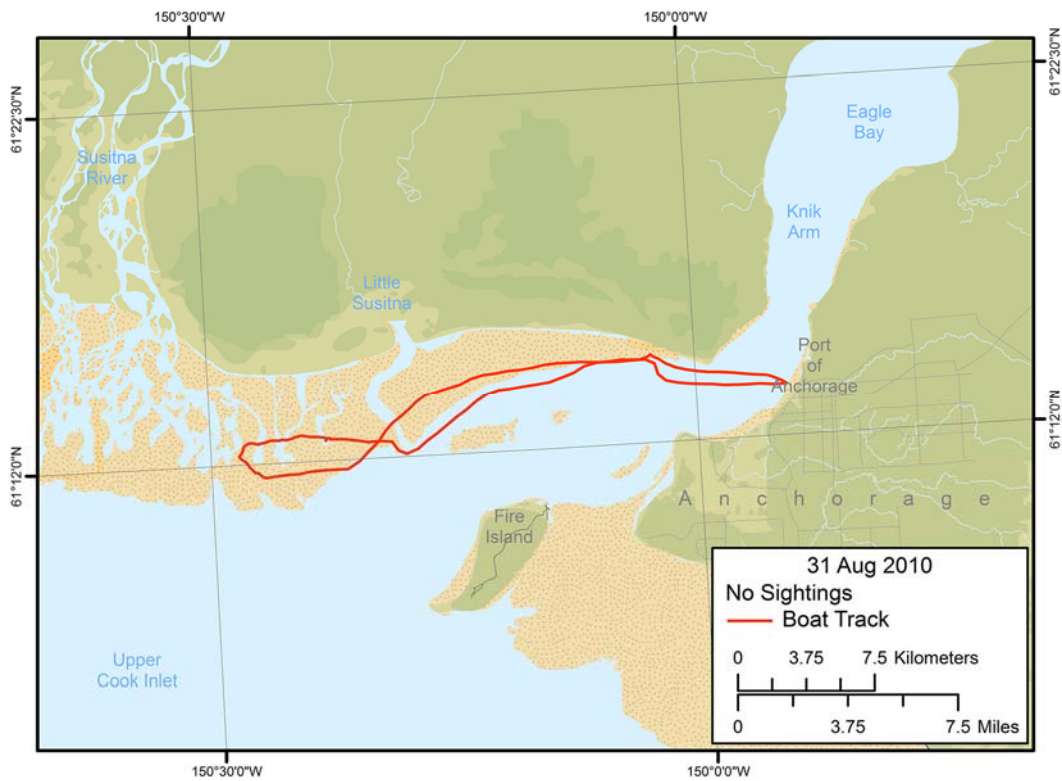 150°30'0"W
150°0'0"W
61°22'30"N
61°22'30"N
Eagle
Bay
Susitna
River
Knik
Arm
Little
Susitna
Port
of
Anchorage
61°12'0"N
61°12'0"N
Anchorage
Fire
Island
31 Aug 2010
No Sightings
Boat Track
0 3.75 7.5 Kilometers
0 3.75 7.5 Miles
Upper
Cook Inlet
150°30'0"W
150°0'0"W